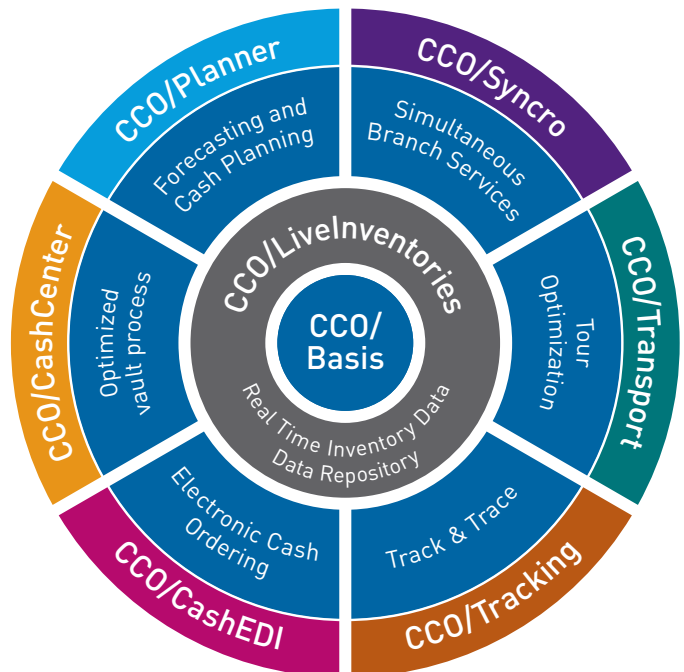 CCO/Planner
Forecasting and
Cash Planning
CCO/Syncro
Simultaneous
Branch Services
CCO/Transport
Tour
Optimization
CCO/Tracking
Track & Trace
CCO/CashEDI
Electronic Cash
Ordering
CCO/CashCenter
Optimized
vault process
CCO/LiveInventories
Real Time Inventory Data
Data Repository
CCO/
Basis